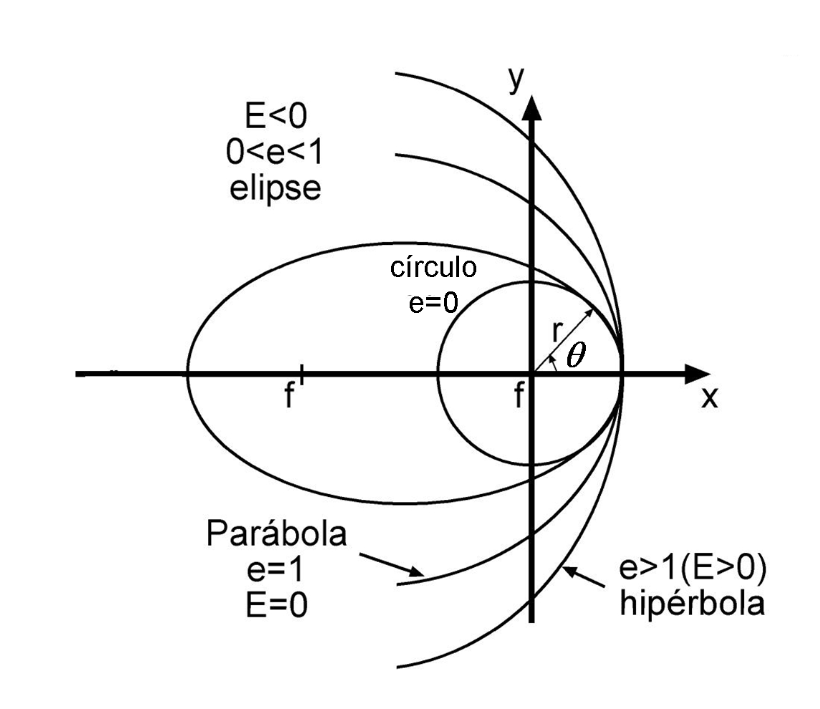 y
E<0
0<e<1
elipse
círculo
e=0
r
θ
f
f
x
Parábola
e=1
E=0
e>1(E>0)
hipérbola